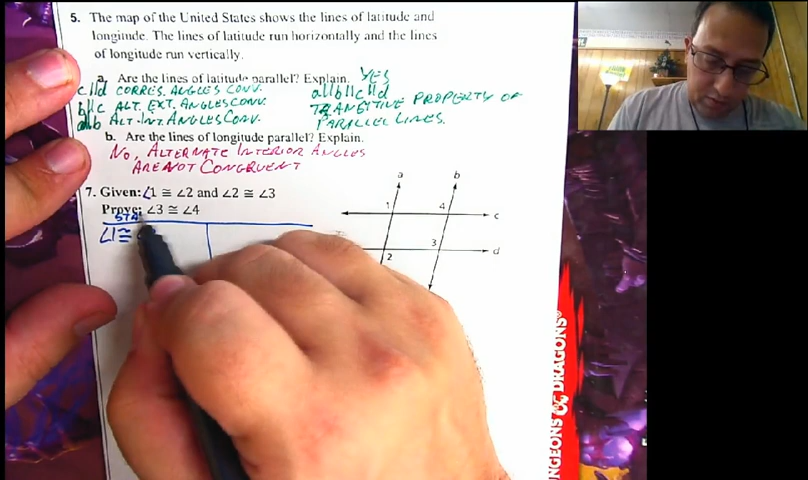 5. The map of the United States shows the lines of latitude and
longitude. The lines of latitude run horizontally and the lines
of longitude run vertically.
a. Are the lines of latitude parallel? Explain. YES
c||d CORRES. ANGLES CONV. a||b||c||d
b||c ALT. EXT. ANGLES CONV. TRANSITIVE PROPERTY OF
a||b ALT. INT. ANGLES CONV. PARALLEL LINES.
b. Are the lines of longitude parallel? Explain.
NO, ALTERNATE INTERIOR ANGLES
ARE NOT CONGRUENT
7. Given: ∠1 ≅ ∠2 and ∠2 ≅ ∠3
Prove: ∠3 ≅ ∠4
∠1 ≅
a b
1 4 c
3 d
2
& DRAGONS®